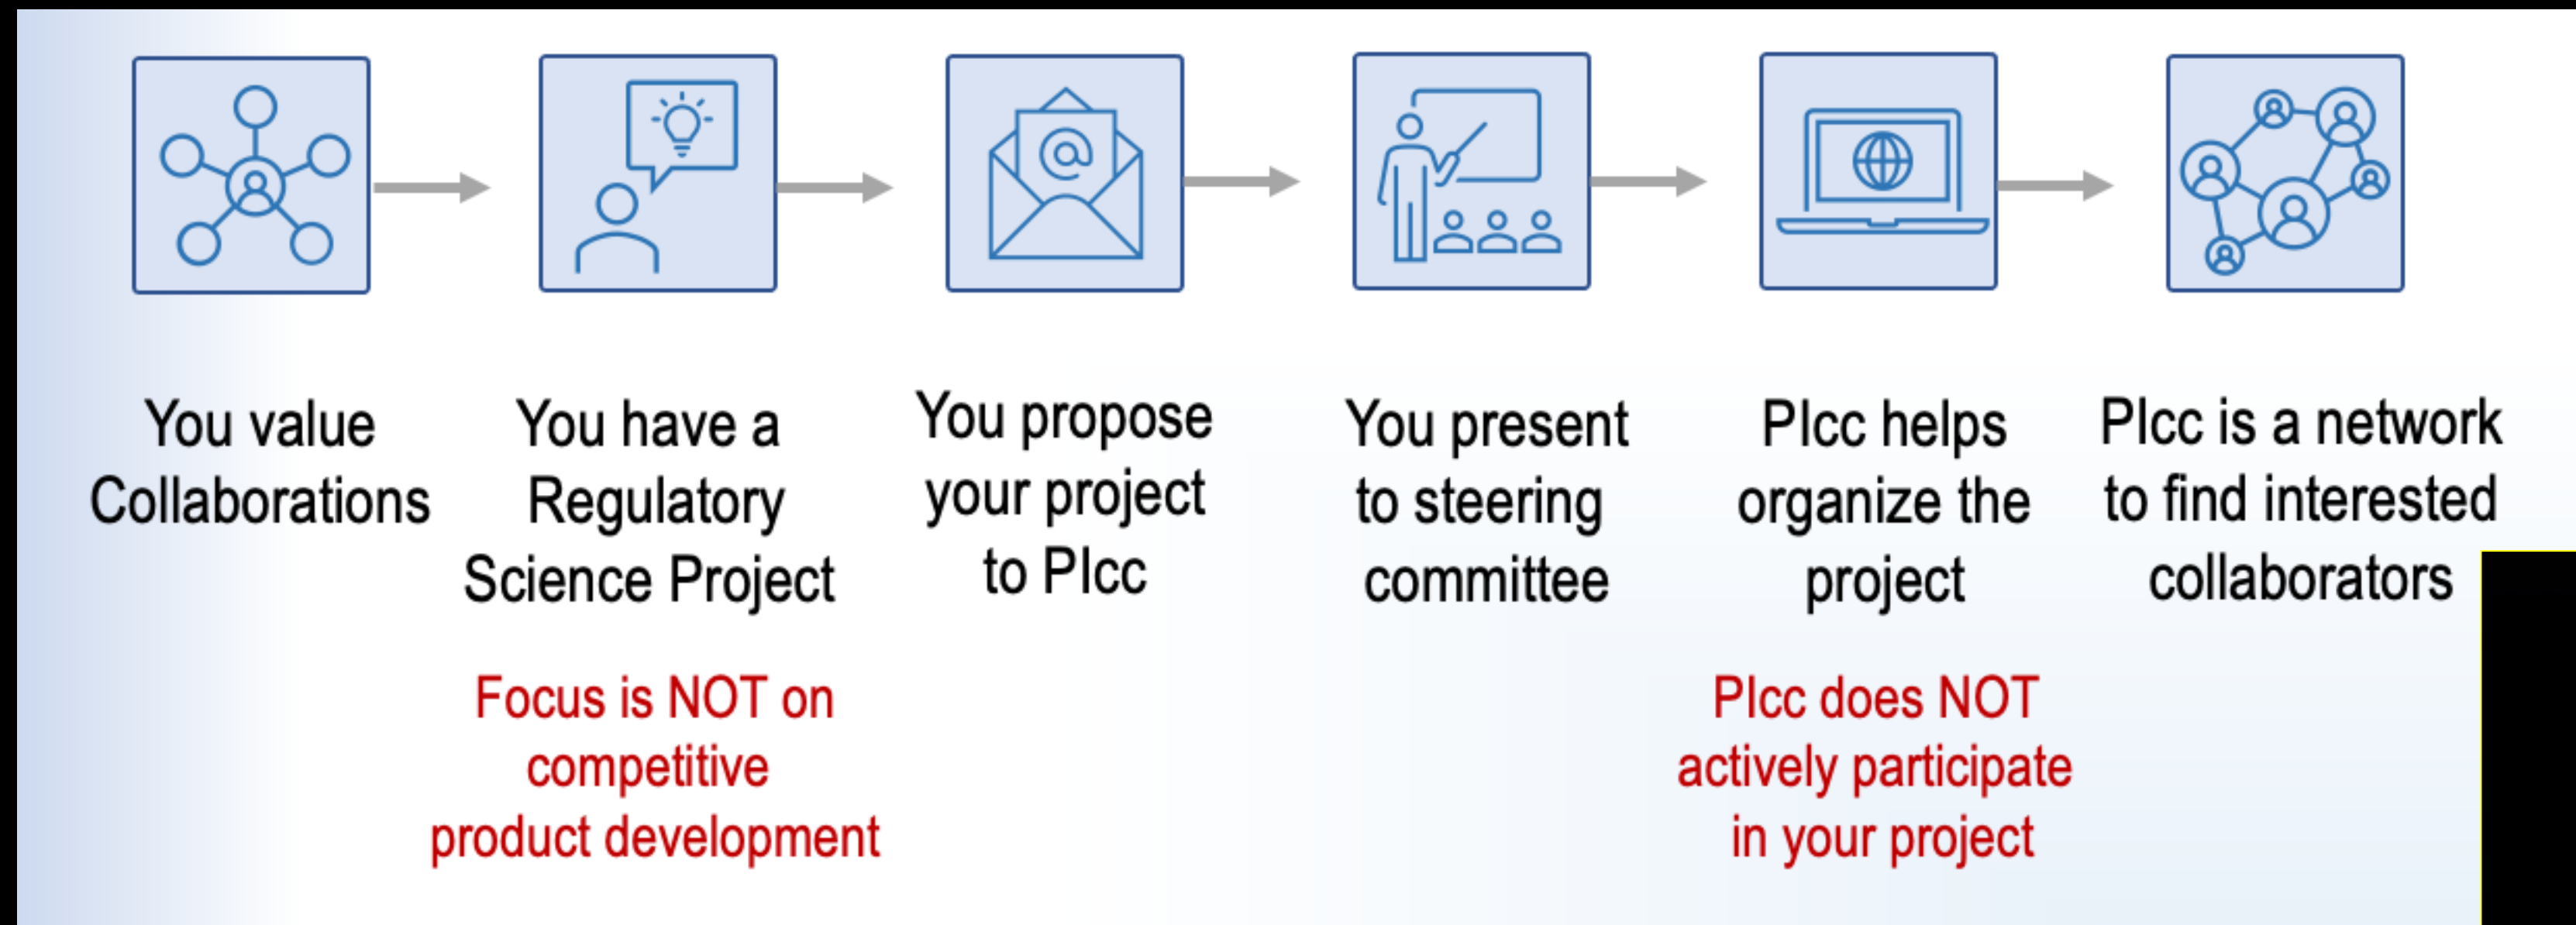 You value
Collaborations
You have a
Regulatory
Science Project
Focus is NOT on
competitive
product development
You propose
your project
to PIcc
You present
to steering
committee
PIcc helps
organize the
project
PIcc does NOT
actively participate
in your project
PIcc is a network
to find interested
collaborators